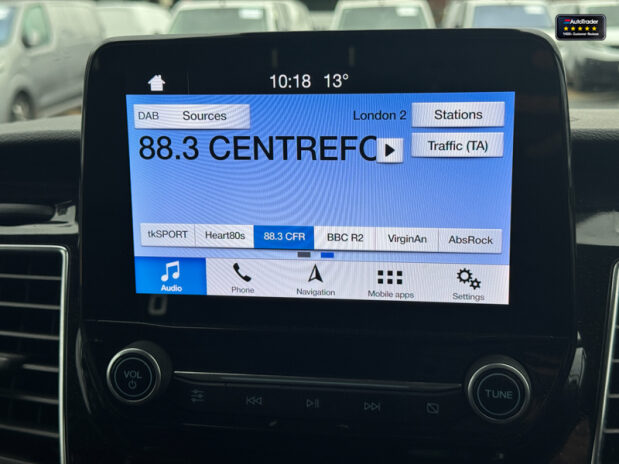 AutoTrader
10:18 13°
DAB Sources London 2 Stations
88.3 CENTREFO
Traffic (TA)
tkSPORT Heart80s 88.3 CFR BBC R2 VirginAn AbsRock
Audio Phone Navigation Mobile apps Settings
VOL TUNE